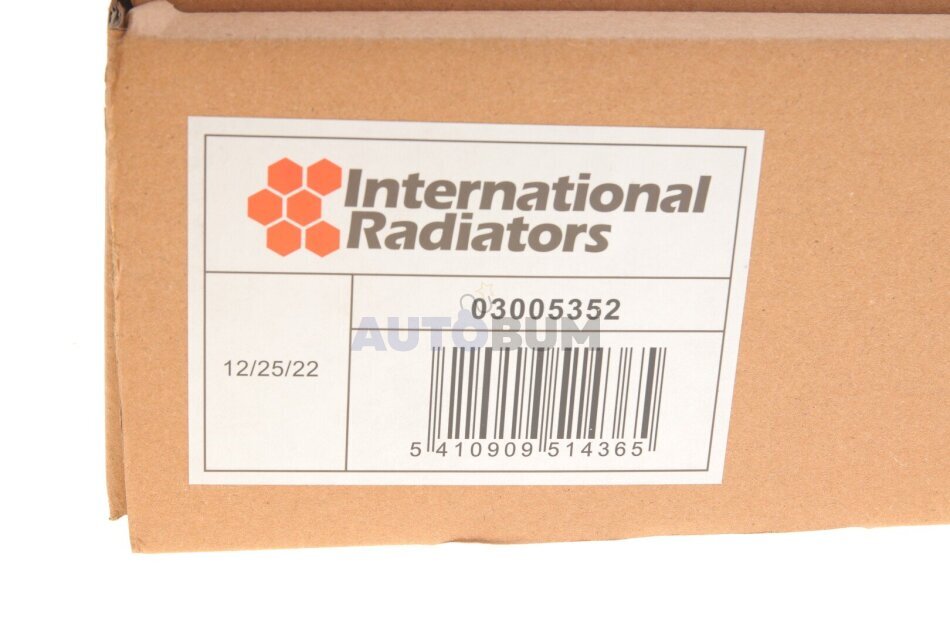 International
Radiators
03005352
AUTOBUM
12/25/22
5 410909 514365